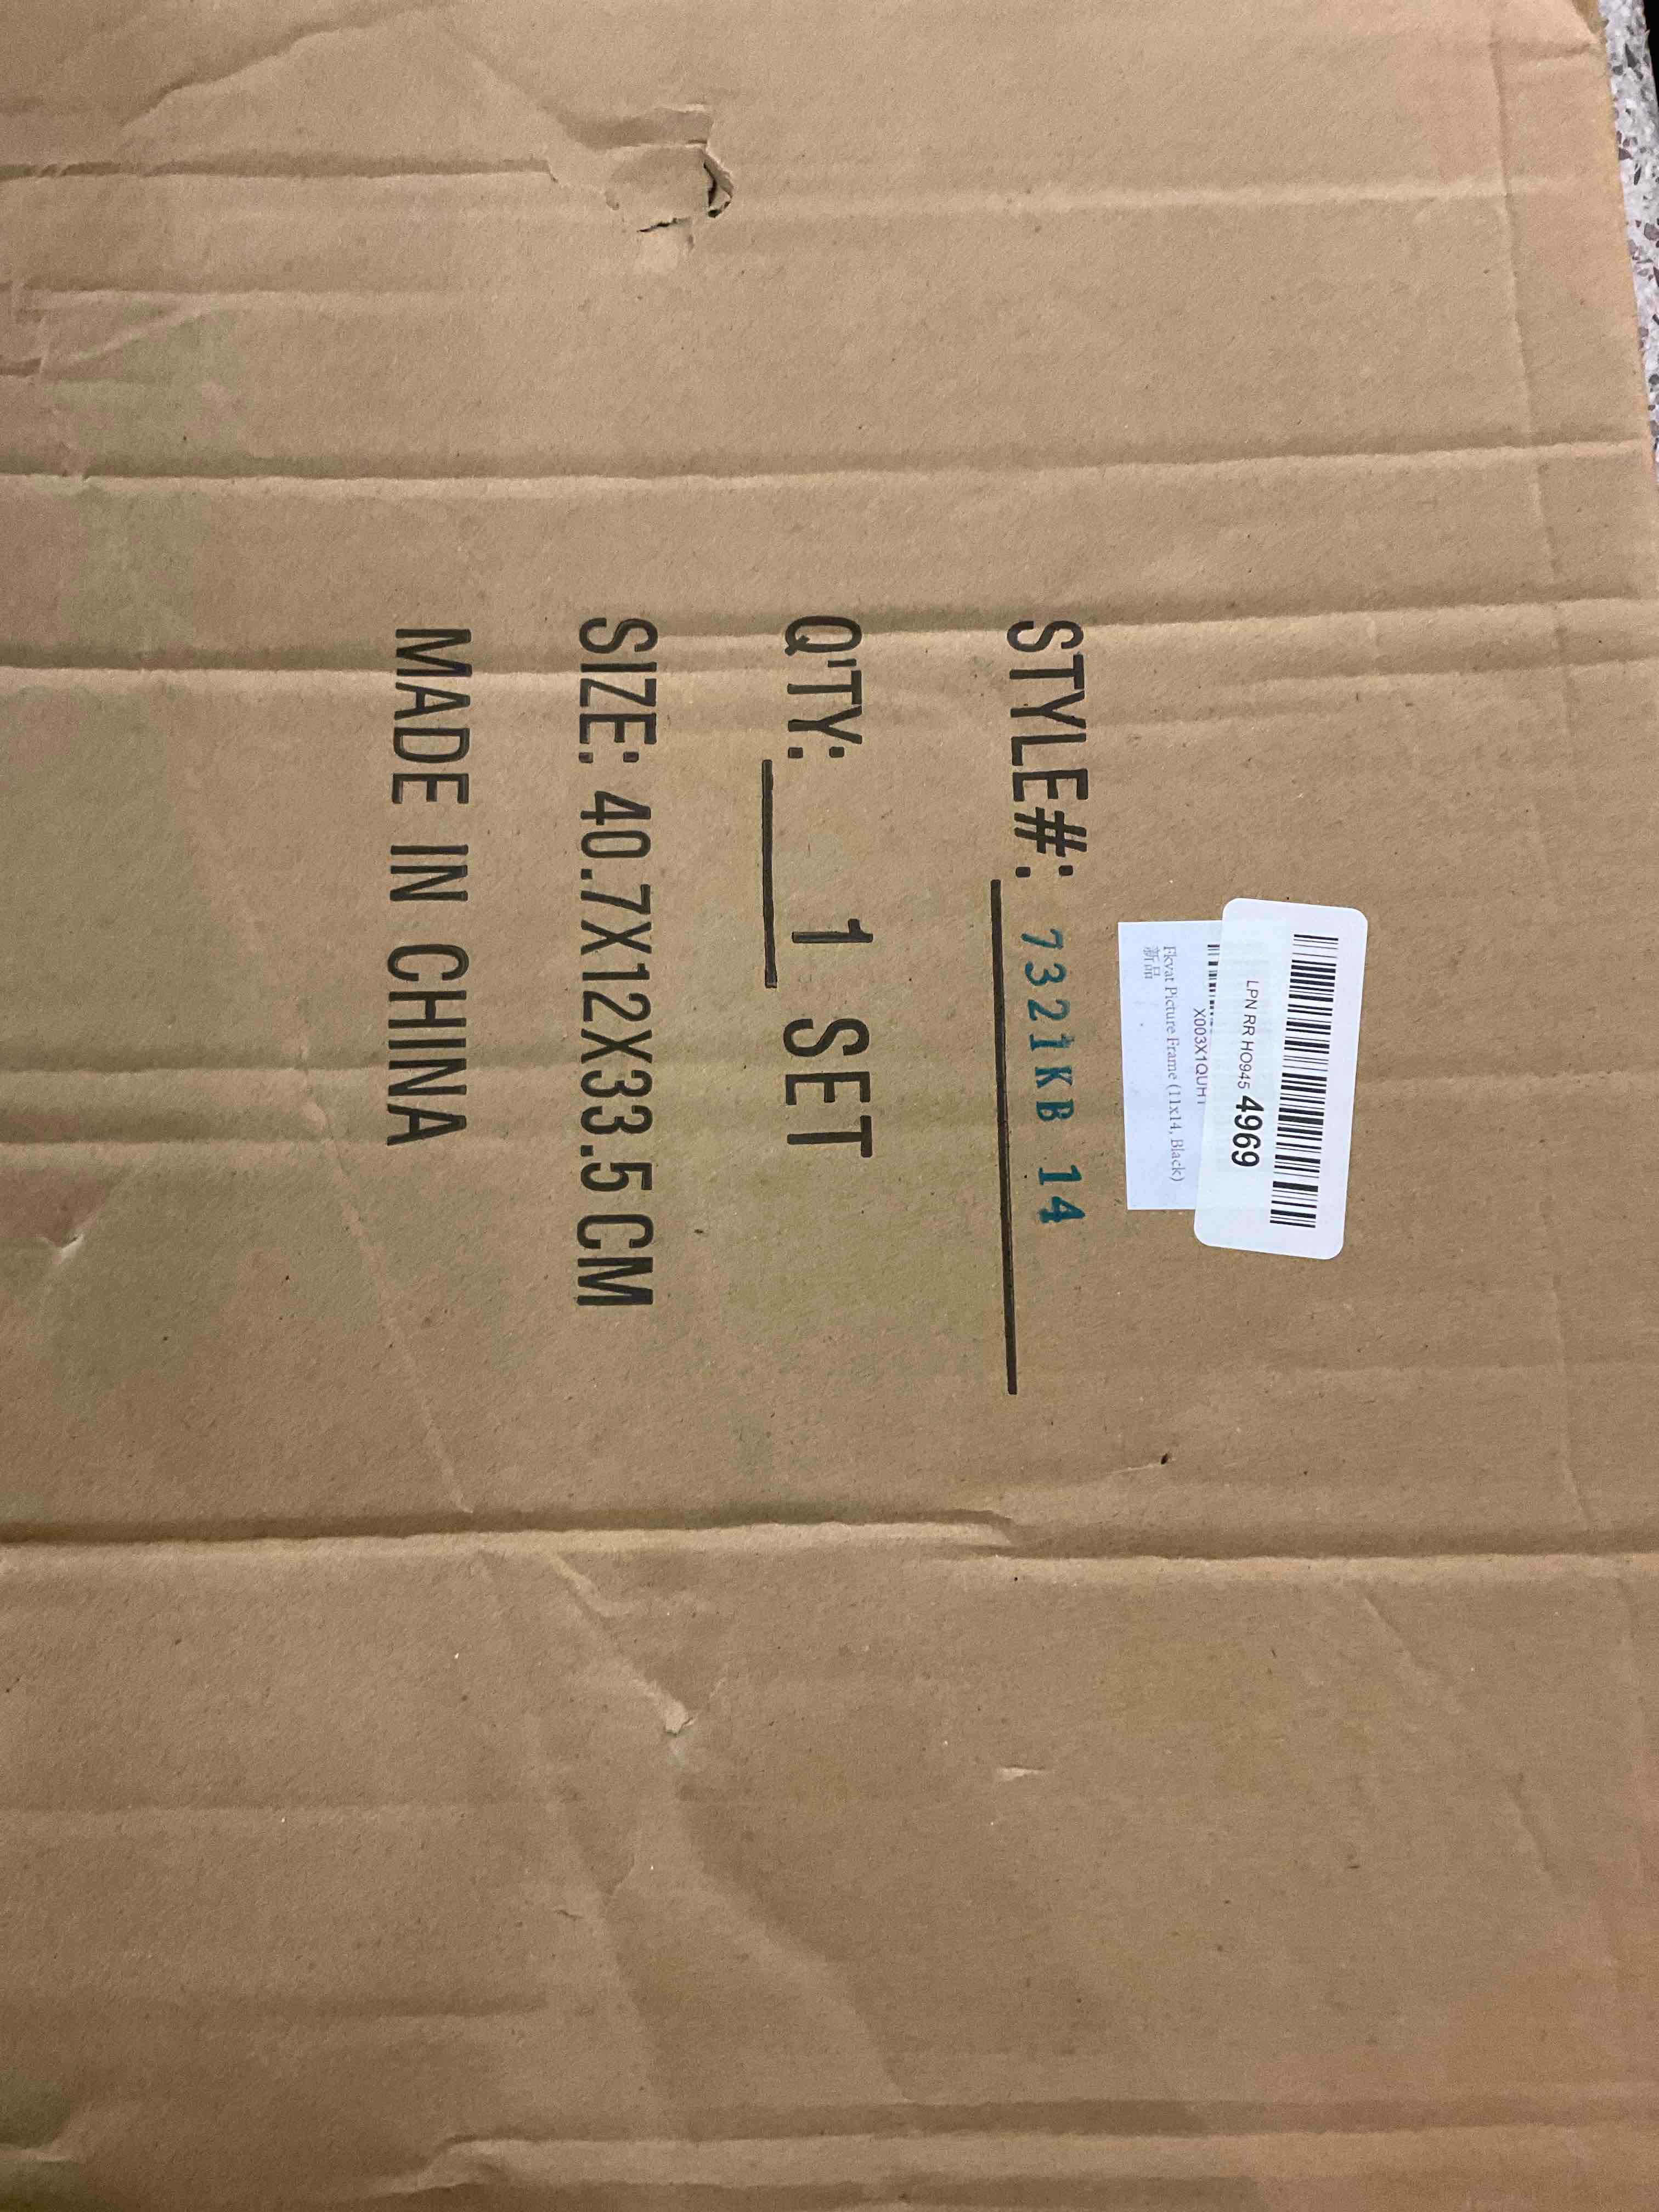 LPN RR HO945 4969
X003X1QUHT
Fkvat Picture Frame (11x14, Black)
新品
STYLE#: 7321KB 14
Q'TY: 1 SET
SIZE: 40.7X12X33.5 CM
MADE IN CHINA